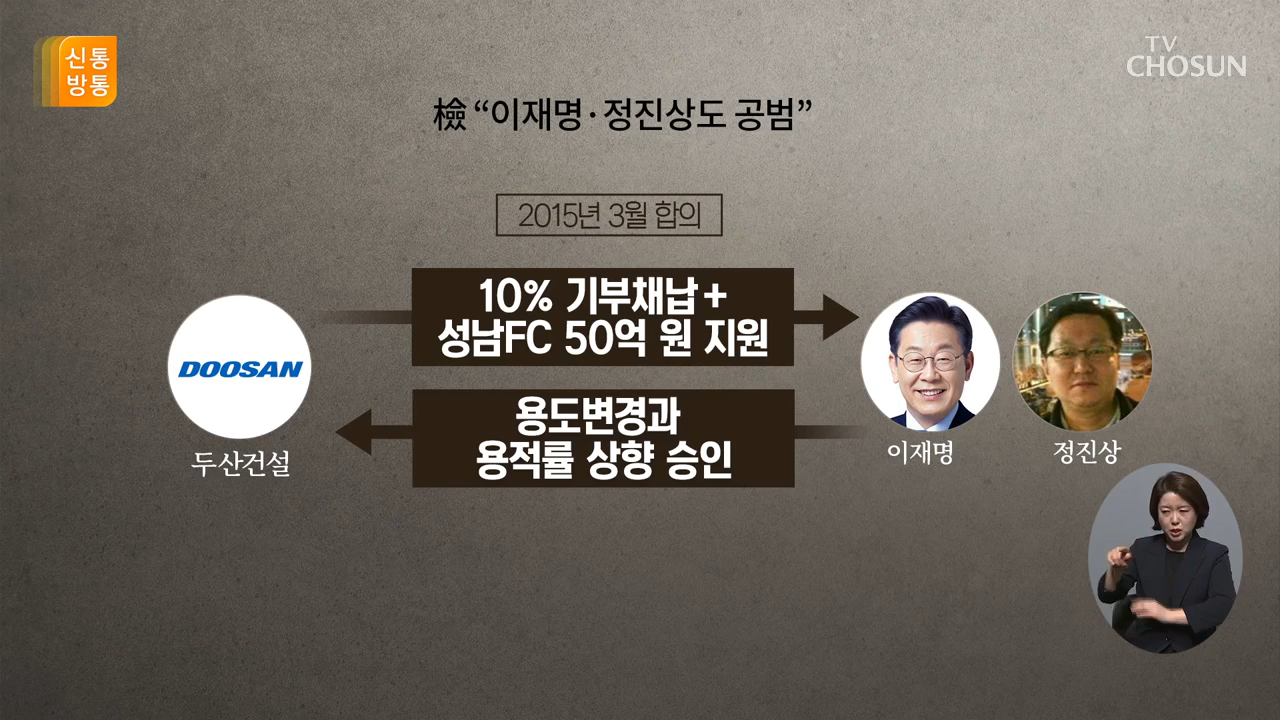 신통
방통
TV
CHOSUN
檢 “이재명·정진상도 공범”
2015년 3월 합의
10% 기부채납+
성남FC 50억 원 지원
DOOSAN
용도변경과
용적률 상향 승인
두산건설
이재명
정진상